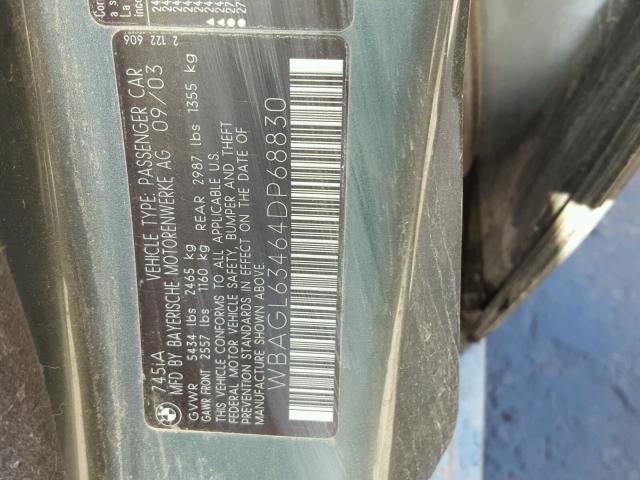 745iA VEHICLE TYPE: PASSENGER CAR
MFD BY BAYERISCHE MOTORENWERKE AG 09/03
GVWR 5434 lbs 2465 kg
GAWR FRONT 2557 lbs 1160 kg REAR 2987 lbs 1355 kg
THIS VEHICLE CONFORMS TO ALL APPLICABLE U.S.
FEDERAL MOTOR VEHICLE SAFETY, BUMPER AND THEFT
PREVENTION STANDARDS IN EFFECT ON THE DATE OF
MANUFACTURE SHOWN ABOVE.
WBAGL63464DP68830
2 122 606